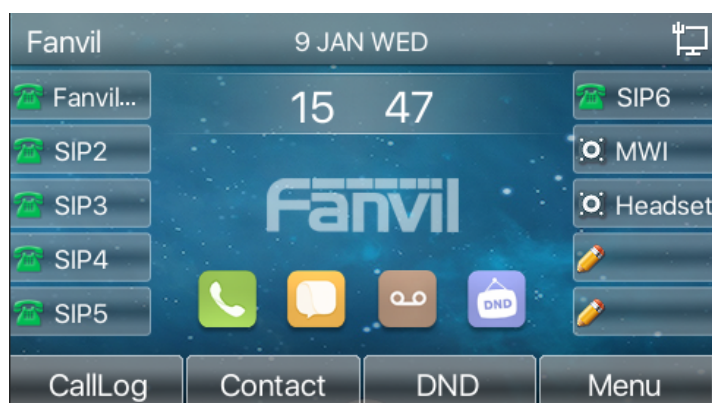 Fanvil 9 JAN WED
Fanvil... 15 47 SIP6
SIP2 MWI
SIP3 Fanvil Headset
SIP4
SIP5 DND
CallLog Contact DND Menu